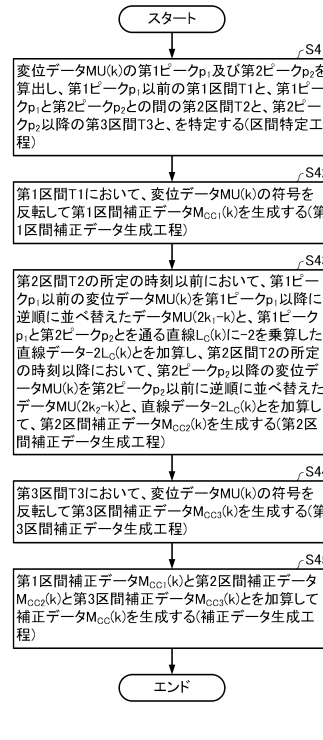 スタート
S4
変位データMU(k)の第1ピークp₁及び第2ピークp₂を
算出し、第1ピークp₁以前の第1区間T1と、第1ピー
クp₁と第2ピークp₂との間の第2区間T2と、第2ピー
クp₂以降の第3区間T3と、を特定する(区間特定工
程)
S42
第1区間T1において、変位データMU(k)の符号を
反転して第1区間補正データM_CC1(k)を生成する(第
1区間補正データ生成工程)
S43
第2区間T2の所定の時刻以前において、第1ピー
クp₁以前の変位データMU(k)を第1ピークp₁以降に
逆順に並べ替えたデータMU(2k₁-k)と、第1ピーク
p₁と第2ピークp₂とを通る直線L_C(k)に-2を乗算した
直線データ-2L_C(k)とを加算し、第2区間T2の所定
の時刻以降において、第2ピークp₂以降の変位デ
ータMU(k)を第2ピークp₂以前に逆順に並べ替えた
データMU(2k₂-k)と、直線データ-2L_C(k)とを加算し
て、第2区間補正データM_CC2(k)を生成する(第2区
間補正データ生成工程)
S44
第3区間T3において、変位データMU(k)の符号を
反転して第3区間補正データM_CC3(k)を生成する(第
3区間補正データ生成工程)
S45
第1区間補正データM_CC1(k)と第2区間補正データ
M_CC2(k)と第3区間補正データM_CC3(k)とを加算して
補正データM_CC(k)を生成する(補正データ生成工
程)
エンド